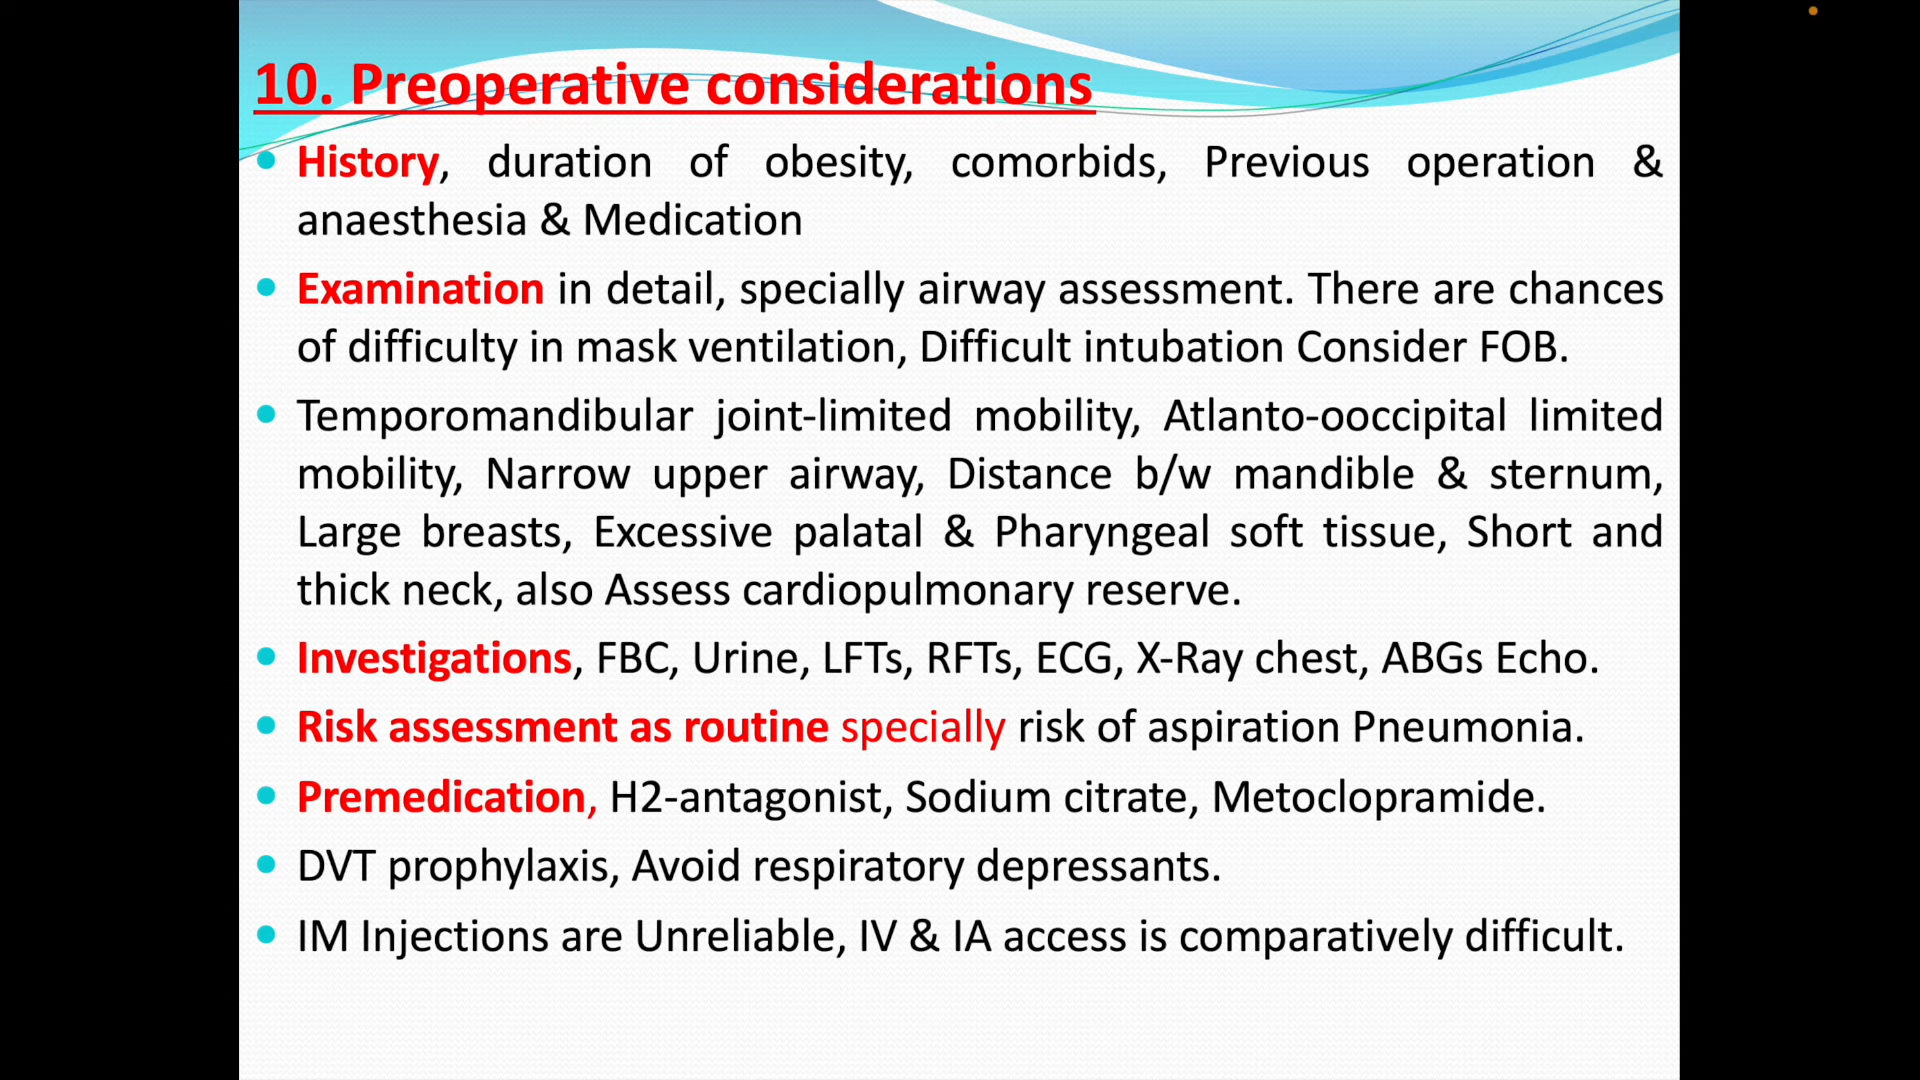 10. Preoperative considerations
• History, duration of obesity, comorbids, Previous operation &
anaesthesia & Medication
• Examination in detail, specially airway assessment. There are chances
of difficulty in mask ventilation, Difficult intubation Consider FOB.
• Temporomandibular joint-limited mobility, Atlanto-ooccipital limited
mobility, Narrow upper airway, Distance b/w mandible & sternum,
Large breasts, Excessive palatal & Pharyngeal soft tissue, Short and
thick neck, also Assess cardiopulmonary reserve.
• Investigations, FBC, Urine, LFTs, RFTs, ECG, X-Ray chest, ABGs Echo.
• Risk assessment as routine specially risk of aspiration Pneumonia.
• Premedication, H2-antagonist, Sodium citrate, Metoclopramide.
• DVT prophylaxis, Avoid respiratory depressants.
• IM Injections are Unreliable, IV & IA access is comparatively difficult.